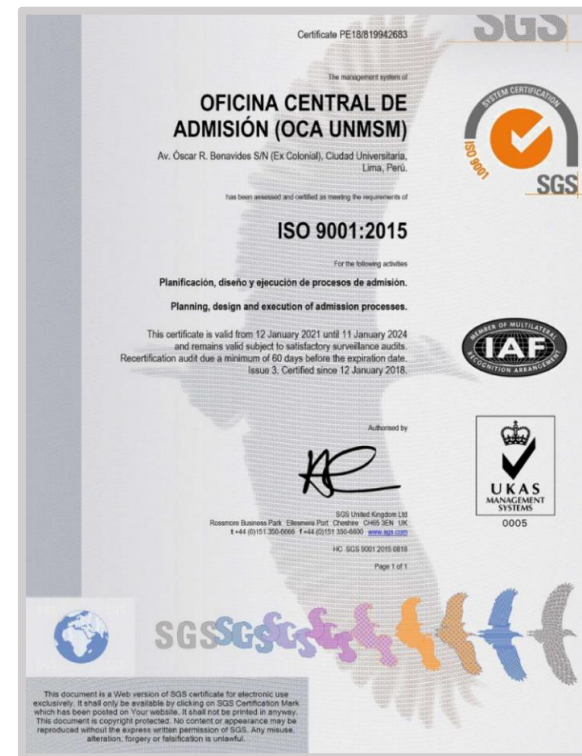 SGS
Certificate PE18/819942683
The management system of
OFICINA CENTRAL DE
ADMISIÓN (OCA UNMSM)
Av. Óscar R. Benavides S/N (Ex Colonial), Ciudad Universitaria,
Lima, Perú.
has been assessed and certified as meeting the requirements of
ISO 9001:2015
For the following activities
Planificación, diseño y ejecución de procesos de admisión.
Planning, design and execution of admission processes.
This certificate is valid from 12 January 2021 until 11 January 2024
and remains valid subject to satisfactory surveillance audits.
Recertification audit due a minimum of 60 days before the expiration date.
Issue 3. Certified since 12 January 2018.
Authorised by
SGS United Kingdom Ltd
Rossmore Business Park Ellesmere Port Cheshire CH65 3EN UK
t +44 (0)151 350-6666 f +44 (0)151 350-6600 www.sgs.com
HC SGS 9001 2015 0818
Page 1 of 1
SYSTEM CERTIFICATION
ISO 9001
SGS
MEMBER OF MULTILATERAL
IAF
RECOGNITION ARRANGEMENT
UKAS
MANAGEMENT
SYSTEMS
0005
SGSSGS
This document is a Web version of SGS certificate for electronic use
exclusively. It shall only be available by clicking on SGS Certification Mark
which has been posted on Your website. It shall not be printed in anyway.
This document is copyright protected. No content or appearance may be
reproduced without the express written permission of SGS. Any misuse,
alteration, forgery or falsification is unlawful.